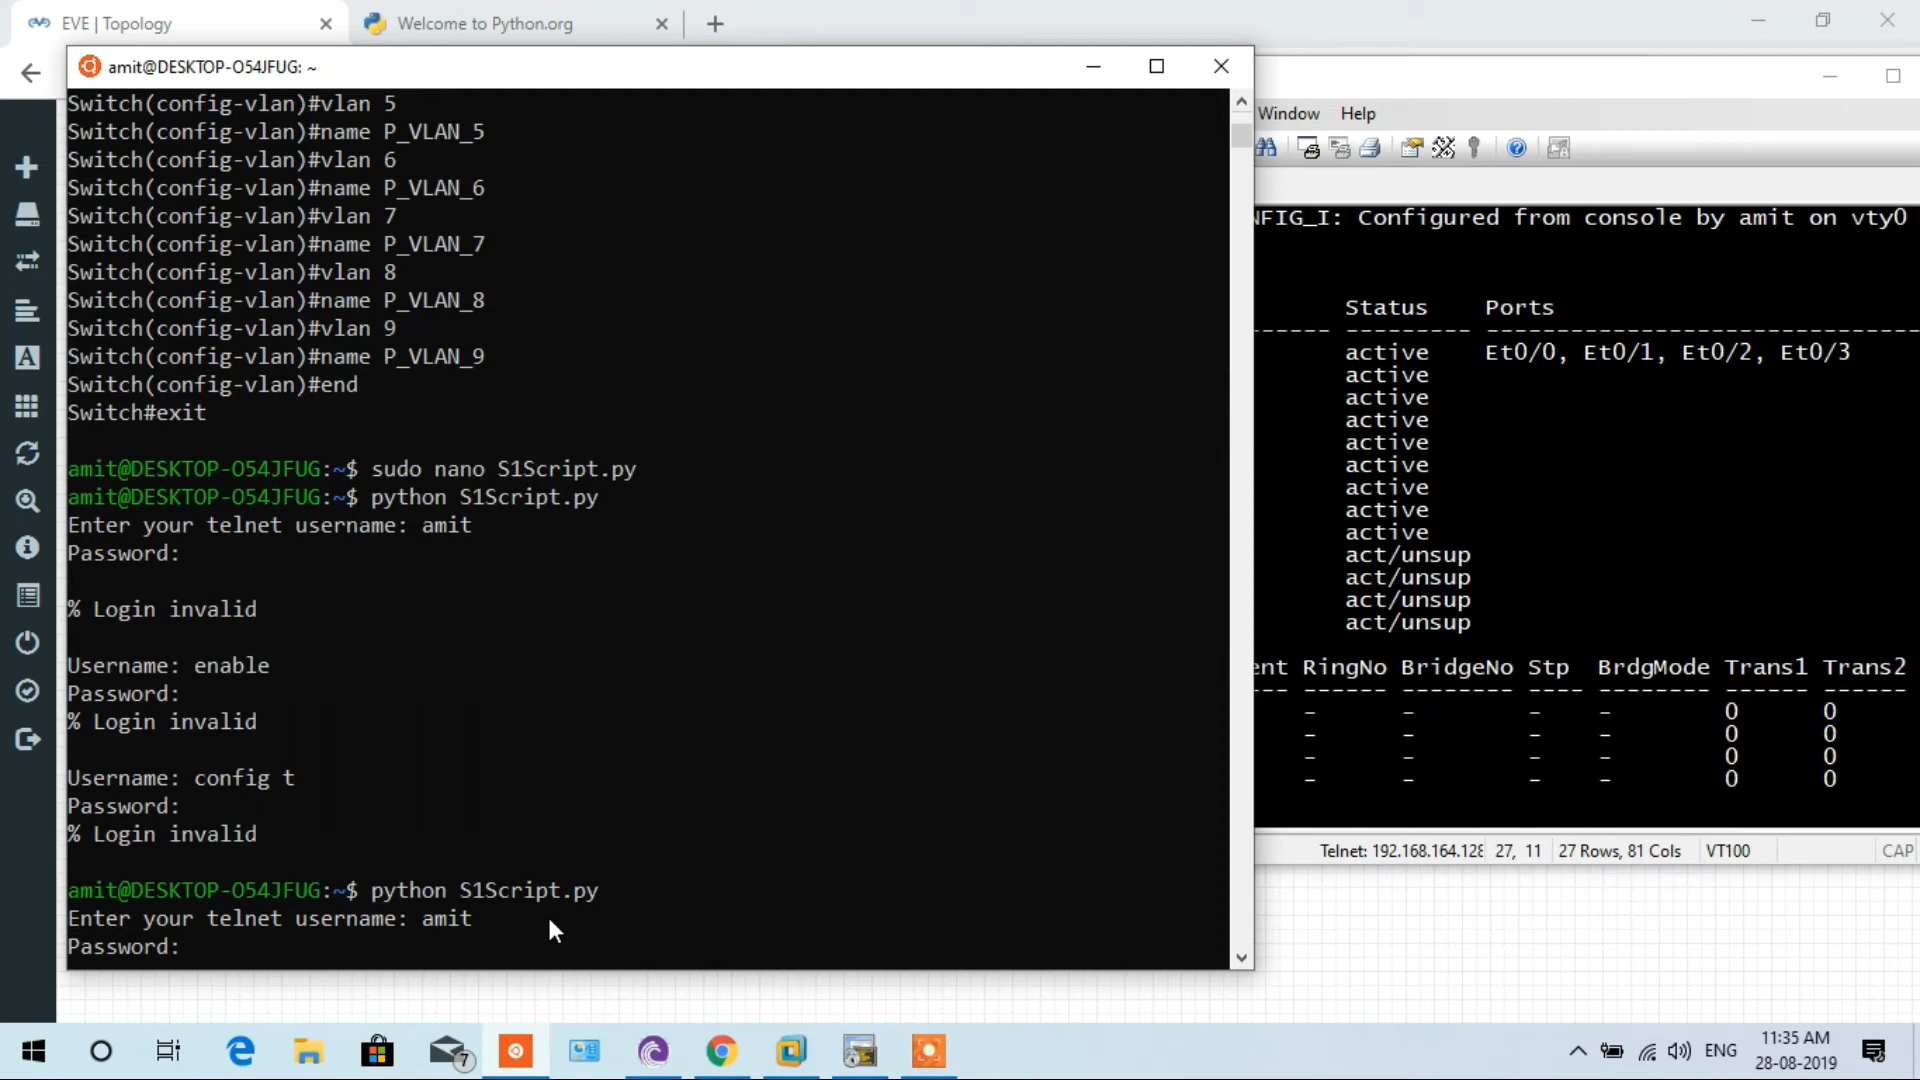 EVE | Topology
Welcome to Python.org
amit@DESKTOP-O54JFUG: ~
Switch(config-vlan)#vlan 5
Switch(config-vlan)#name P_VLAN_5
Switch(config-vlan)#vlan 6
Switch(config-vlan)#name P_VLAN_6
Switch(config-vlan)#vlan 7
Switch(config-vlan)#name P_VLAN_7
Switch(config-vlan)#vlan 8
Switch(config-vlan)#name P_VLAN_8
Switch(config-vlan)#vlan 9
Switch(config-vlan)#name P_VLAN_9
Switch(config-vlan)#end
Switch#exit
amit@DESKTOP-O54JFUG:~$ sudo nano S1Script.py
amit@DESKTOP-O54JFUG:~$ python S1Script.py
Enter your telnet username: amit
Password:
% Login invalid
Username: enable
Password:
% Login invalid
Username: config t
Password:
% Login invalid
amit@DESKTOP-O54JFUG:~$ python S1Script.py
Enter your telnet username: amit
Password:
Window Help
NFIG_I: Configured from console by amit on vty0
Status Ports
------ --------- -------------------------------
active Et0/0, Et0/1, Et0/2, Et0/3
active
active
active
active
active
active
active
active
act/unsup
act/unsup
act/unsup
act/unsup
ent RingNo BridgeNo Stp BrdgMode Trans1 Trans2
--- ------ -------- ---- -------- ------ ------
- - - - 0 0
- - - - 0 0
- - - - 0 0
- - - - 0 0
Telnet: 192.168.164.128 27, 11 27 Rows, 81 Cols VT100 CAP
7
ENG
11:35 AM
28-08-2019